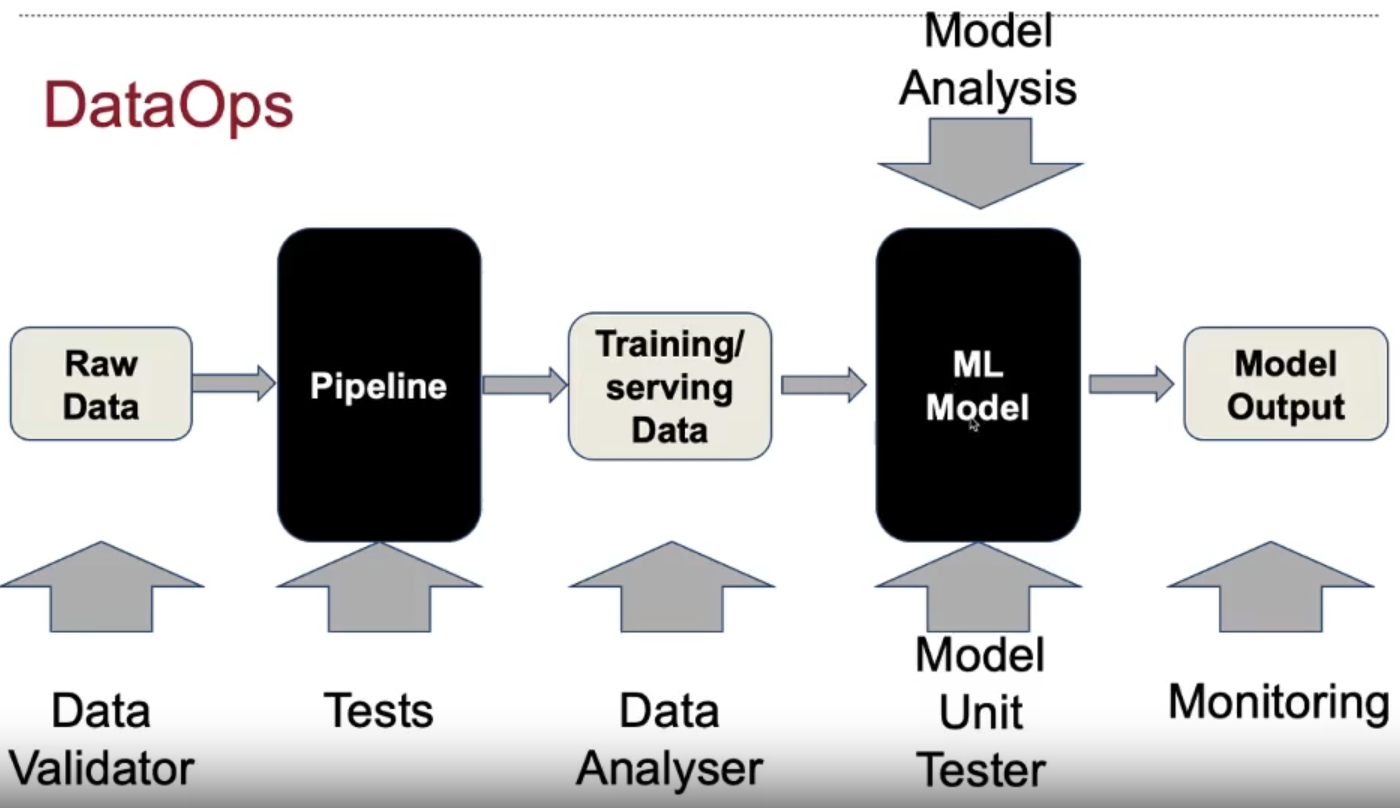 Model
Analysis
DataOps
Raw
Data
Pipeline
Training/
serving
Data
ML
Model
Model
Output
Data
Validator
Tests
Data
Analyser
Model
Unit
Tester
Monitoring